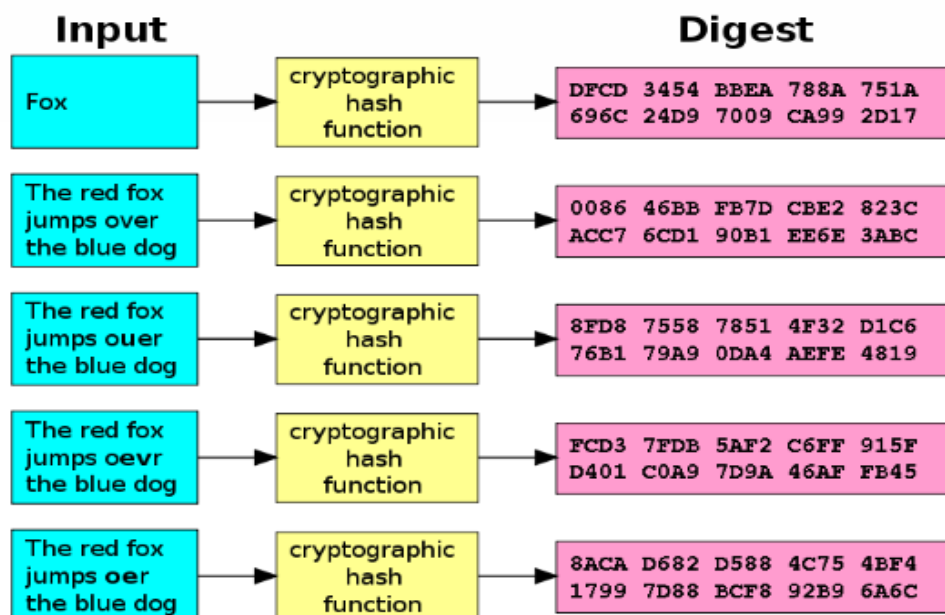 Input
Digest
Fox
cryptographic
hash
function
DFCD 3454 BBEA 788A 751A
696C 24D9 7009 CA99 2D17
The red fox
jumps over
the blue dog
cryptographic
hash
function
0086 46BB FB7D CBE2 823C
ACC7 6CD1 90B1 EE6E 3ABC
The red fox
jumps ouer
the blue dog
cryptographic
hash
function
8FD8 7558 7851 4F32 D1C6
76B1 79A9 0DA4 AEFE 4819
The red fox
jumps oevr
the blue dog
cryptographic
hash
function
FCD3 7FDB 5AF2 C6FF 915F
D401 C0A9 7D9A 46AF FB45
The red fox
jumps oer
the blue dog
cryptographic
hash
function
8ACA D682 D588 4C75 4BF4
1799 7D88 BCF8 92B9 6A6C